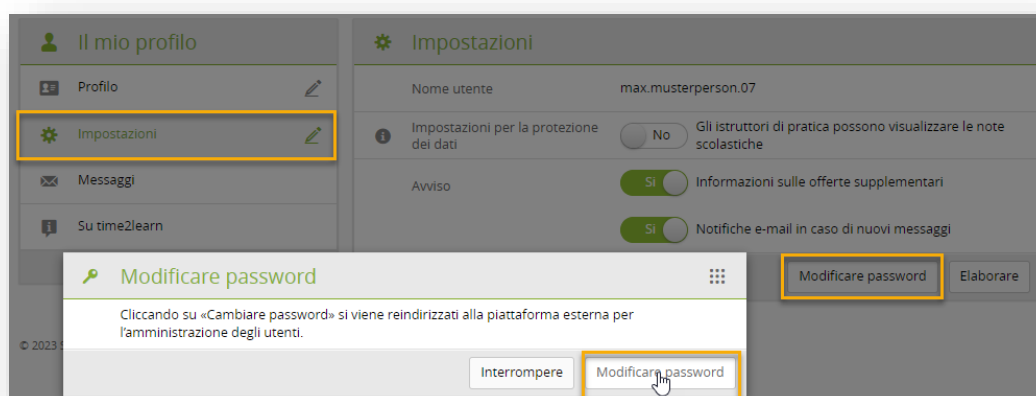 Il mio profilo
Profilo
Impostazioni
Messaggi
Su time2learn
Impostazioni
Nome utente max.musterperson.07
Impostazioni per la protezione
dei dati
No Gli istruttori di pratica possono visualizzare le note
scolastiche
Avviso
Si Informazioni sulle offerte supplementari
Si Notifiche e-mail in caso di nuovi messaggi
Modificare password Elaborare
Modificare password
Cliccando su «Cambiare password» si viene reindirizzati alla piattaforma esterna per
l'amministrazione degli utenti.
© 2023
Interrompere Modificare password